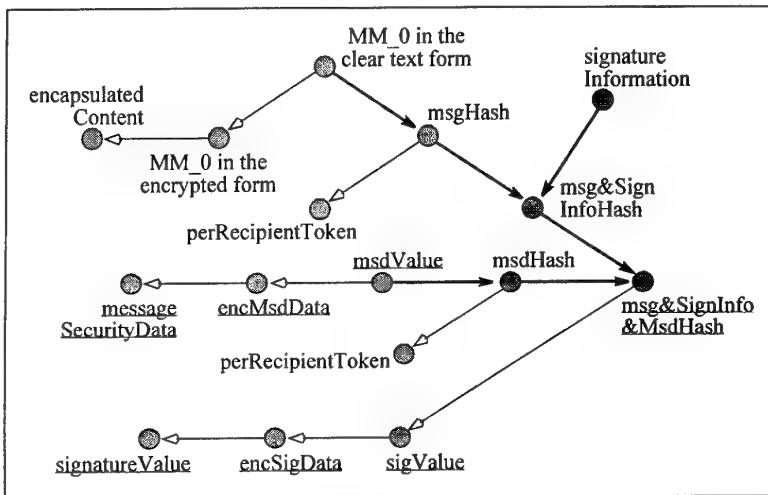 MM_0 in the
clear text form
signature
Information
encapsulated
Content
msgHash
MM_0 in the
encrypted form
msg&Sign
InfoHash
perRecipientToken
msdValue
msdHash
message
SecurityData
encMsdData
msg&SignInfo
&MsdHash
perRecipientToken
signatureValue
encSigData
sigValue